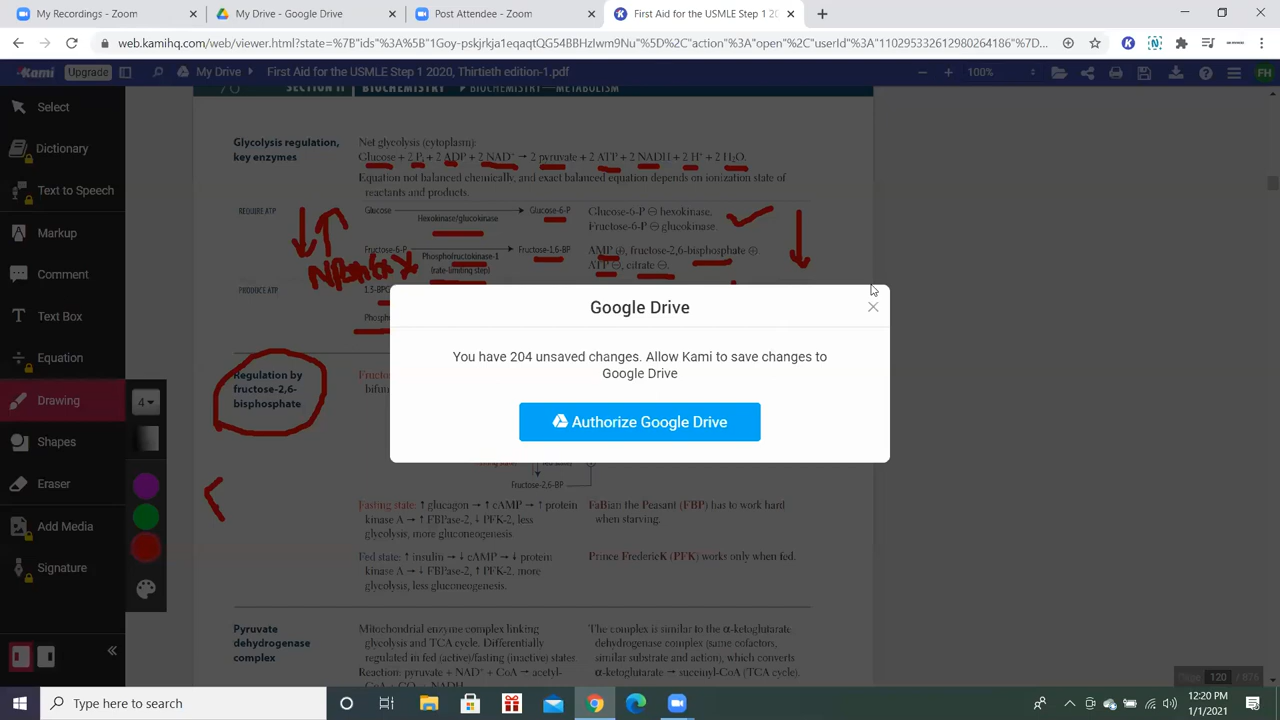 My Recordings - Zoom
My Drive - Google Drive
Post Attendee - Zoom
First Aid for the USMLE Step 1 20
web.kamihq.com/web/viewer.html?state=%7B"ids"%3A%5B"1Goy-pskjrkja1qqaqtQG54BBHzlwm9Nu"%5D%2C"action"%3A"open"%2C"userId"%3A"110295332612980264186"%7D...
Kami
Upgrade
My Drive
First Aid for the USMLE Step 1 2020, Thirtieth edition-1.pdf
100%
FH
Select
Dictionary
Text to Speech
Markup
Comment
Text Box
Equation
Drawing
Shapes
Eraser
Add Media
Signature
4
SECTION II BIOCHEMISTRY ▶ BIOCHEMISTRY—METABOLISM
Glycolysis regulation, key enzymes
Net glycolysis (cytoplasm):
Glucose + 2 Pi + 2 ADP + 2 NAD+ → 2 pyruvate + 2 ATP + 2 NADH + 2 H+ + 2 H2O.
Equation not balanced chemically, and exact balanced equation depends on ionization state of
reactants and products.
REQUIRE ATP
Glucose → Glucose-6-P
Hexokinase/glucokinase
Glucose-6-P ⊖ hexokinase.
Fructose-6-P ⊖ glucokinase.
Fructose-6-P → Fructose-1,6-BP
Phosphofructokinase-1
(rate-limiting step)
AMP ⊕, fructose-2,6-bisphosphate ⊕
ATP ⊖, citrate ⊖.
PRODUCE ATP
1,3-BPG
Google Drive
You have 204 unsaved changes. Allow Kami to save changes to
Google Drive
Authorize Google Drive
Regulation by
fructose-2,6-
bisphosphate
Fructose-2,6-BP
Fasting state: ↑ glucagon → ↑ cAMP → ↑ protein
kinase A → ↑ FBPase-2, ↓ PFK-2, less
glycolysis, more gluconeogenesis
FaBian the Peasant (FBP) has to work hard
when starving.
Fed state: ↑ insulin → ↓ cAMP → ↓ protein
kinase A → ↓ FBPase-2, ↑ PFK-2, more
glycolysis, less gluconeogenesis.
Prince FredericK (PFK) works only when fed.
Pyruvate
dehydrogenase
complex
Mitochondrial enzyme complex linking
glycolysis and TCA cycle. Differentially
regulated in fed (active)/fasting (inactive) states.
Reaction: pyruvate + NAD+ + CoA → acetyl-
The complex is similar to the α-ketoglutarate
dehydrogenase complex (same cofactors,
similar substrate and action), which converts
α-ketoglutarate → succinyl-CoA (TCA cycle).
Page 120 / 876
Type here to search
12:20 PM
1/1/2021